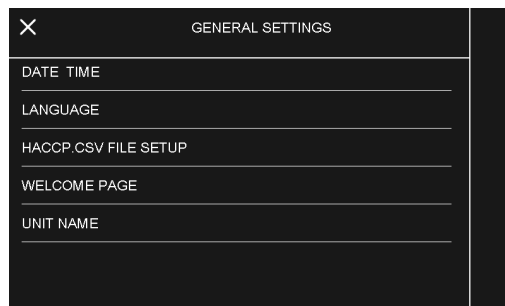 GENERAL SETTINGS
DATE TIME
LANGUAGE
HACCP.CSV FILE SETUP
WELCOME PAGE
UNIT NAME